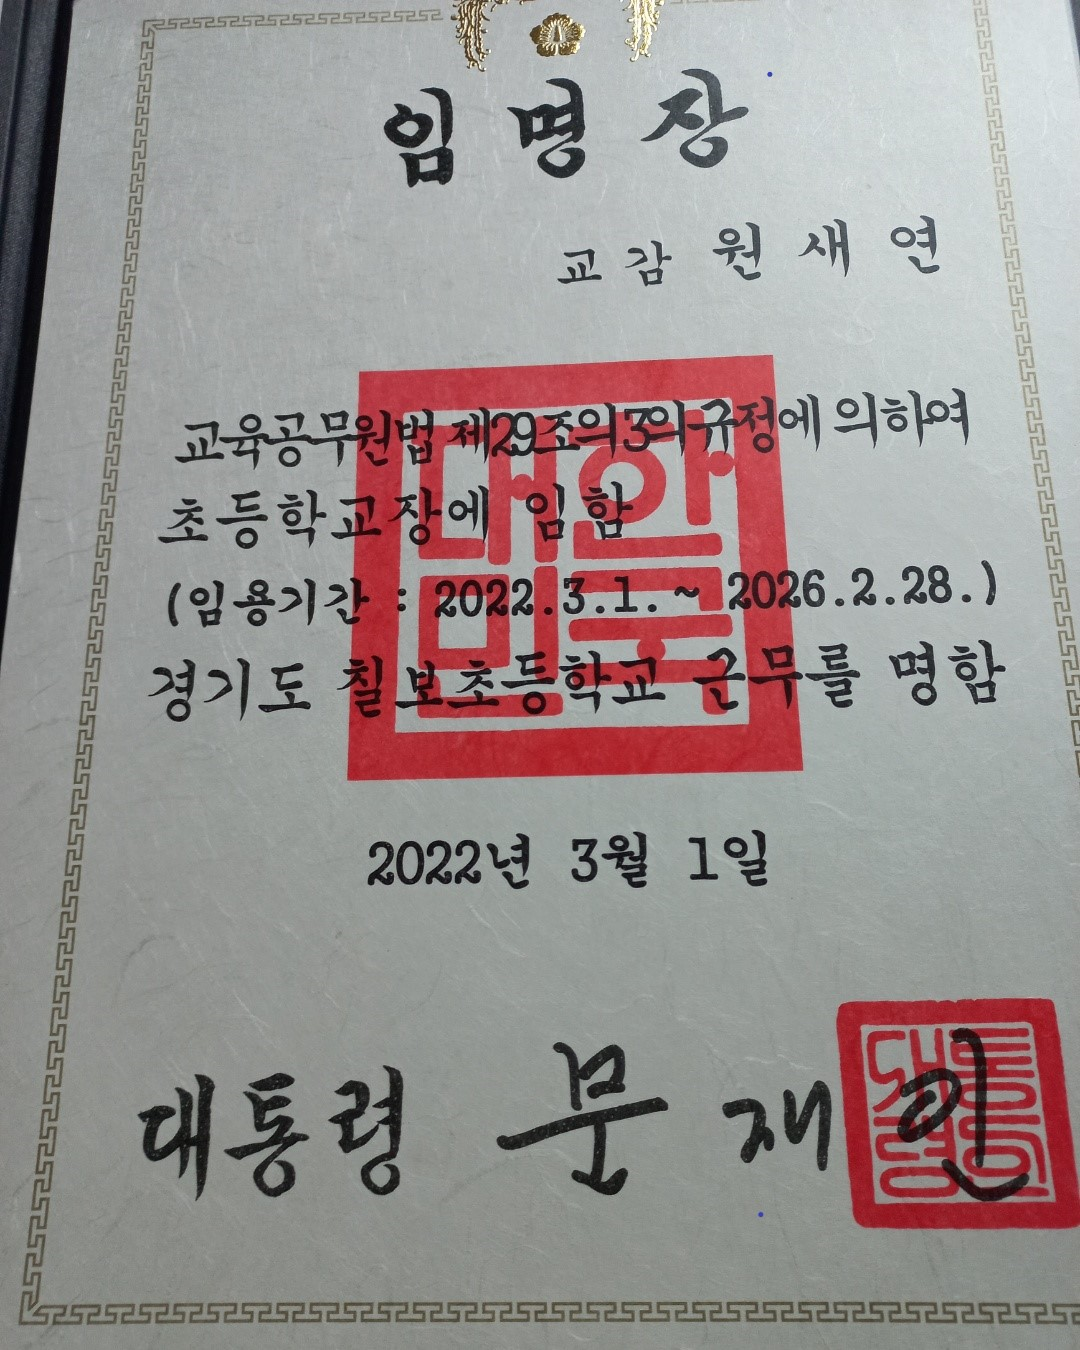 임명장
교감 원새연
교육공무원법 제29조의3의규정에 의하여
초등학교장에 임함
(임용기간 : 2022.3.1.~ 2026.2.28.)
경기도 칠보초등학교 근무를 명함
대한
민국
2022년 3월 1일
대통령 문재인